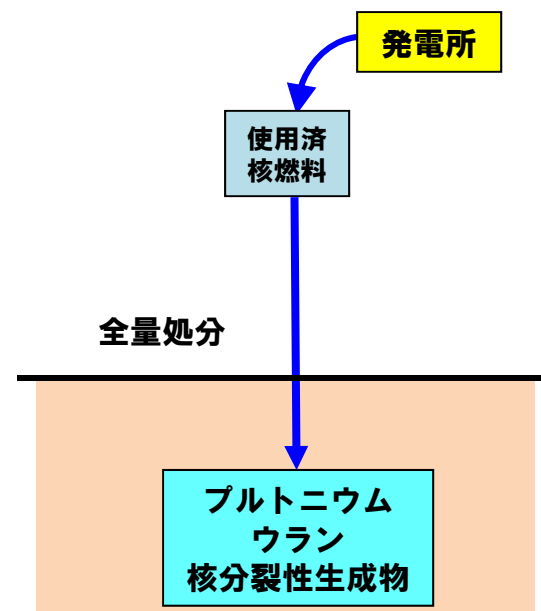 発電所
使用済
核燃料
全量処分
プルトニウム
ウラン
核分裂性生成物